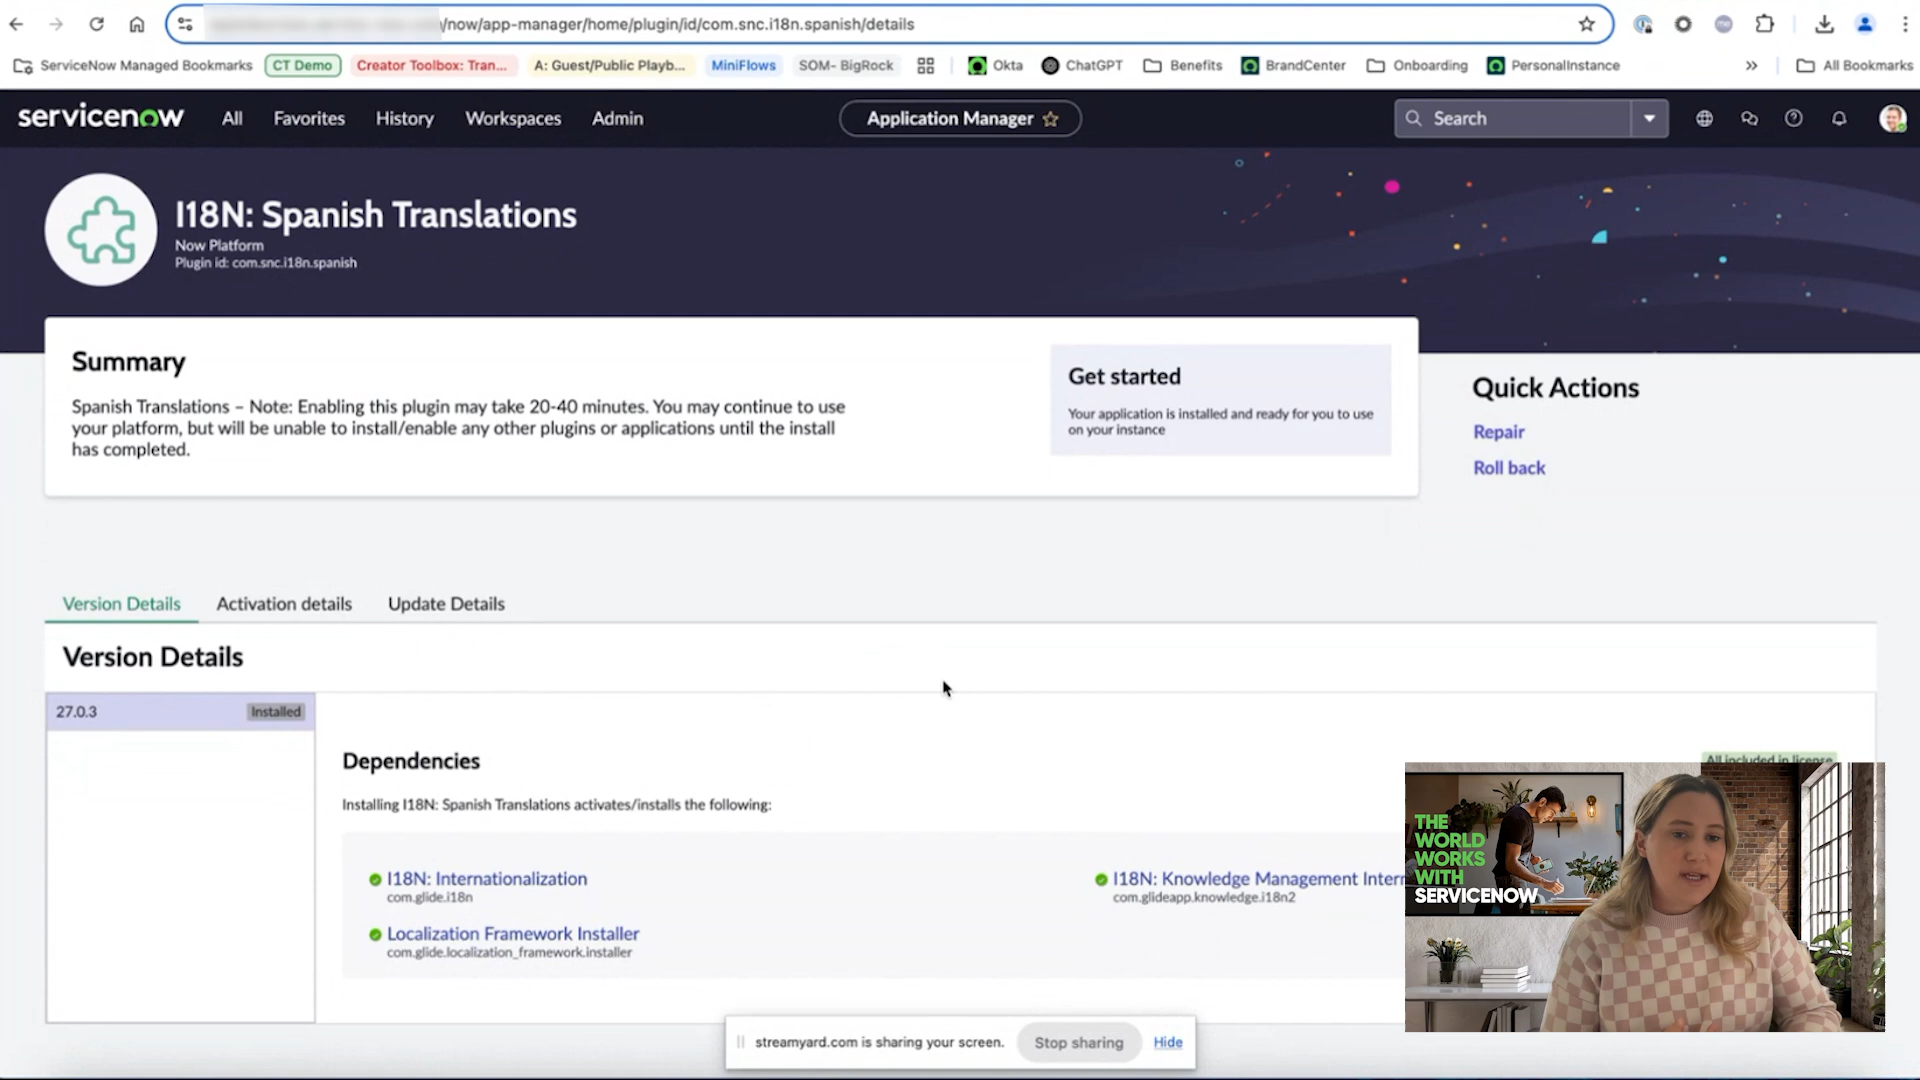 /now/app-manager/home/plugin/id/com.snc.i18n.spanish/details
ServiceNow Managed Bookmarks
CT Demo
Creator Toolbox: Tran...
A: Guest/Public Playb...
MiniFlows
SOM- BigRock
Okta
ChatGPT
Benefits
BrandCenter
Onboarding
PersonalInstance
All Bookmarks
servicenow
All
Favorites
History
Workspaces
Admin
Application Manager
Search
I18N: Spanish Translations
Now Platform
Plugin id: com.snc.i18n.spanish
Summary
Spanish Translations – Note: Enabling this plugin may take 20-40 minutes. You may continue to use
your platform, but will be unable to install/enable any other plugins or applications until the install
has completed.
Get started
Your application is installed and ready for you to use
on your instance
Quick Actions
Repair
Roll back
Version Details
Activation details
Update Details
Version Details
27.0.3
Installed
Dependencies
All included in license
Installing I18N: Spanish Translations activates/installs the following:
I18N: Internationalization
com.glide.i18n
I18N: Knowledge Management Intern
com.glideapp.knowledge.i18n2
Localization Framework Installer
com.glide.localization_framework.installer
THE
WORLD
WORKS
WITH
SERVICENOW
streamyard.com is sharing your screen.
Stop sharing
Hide